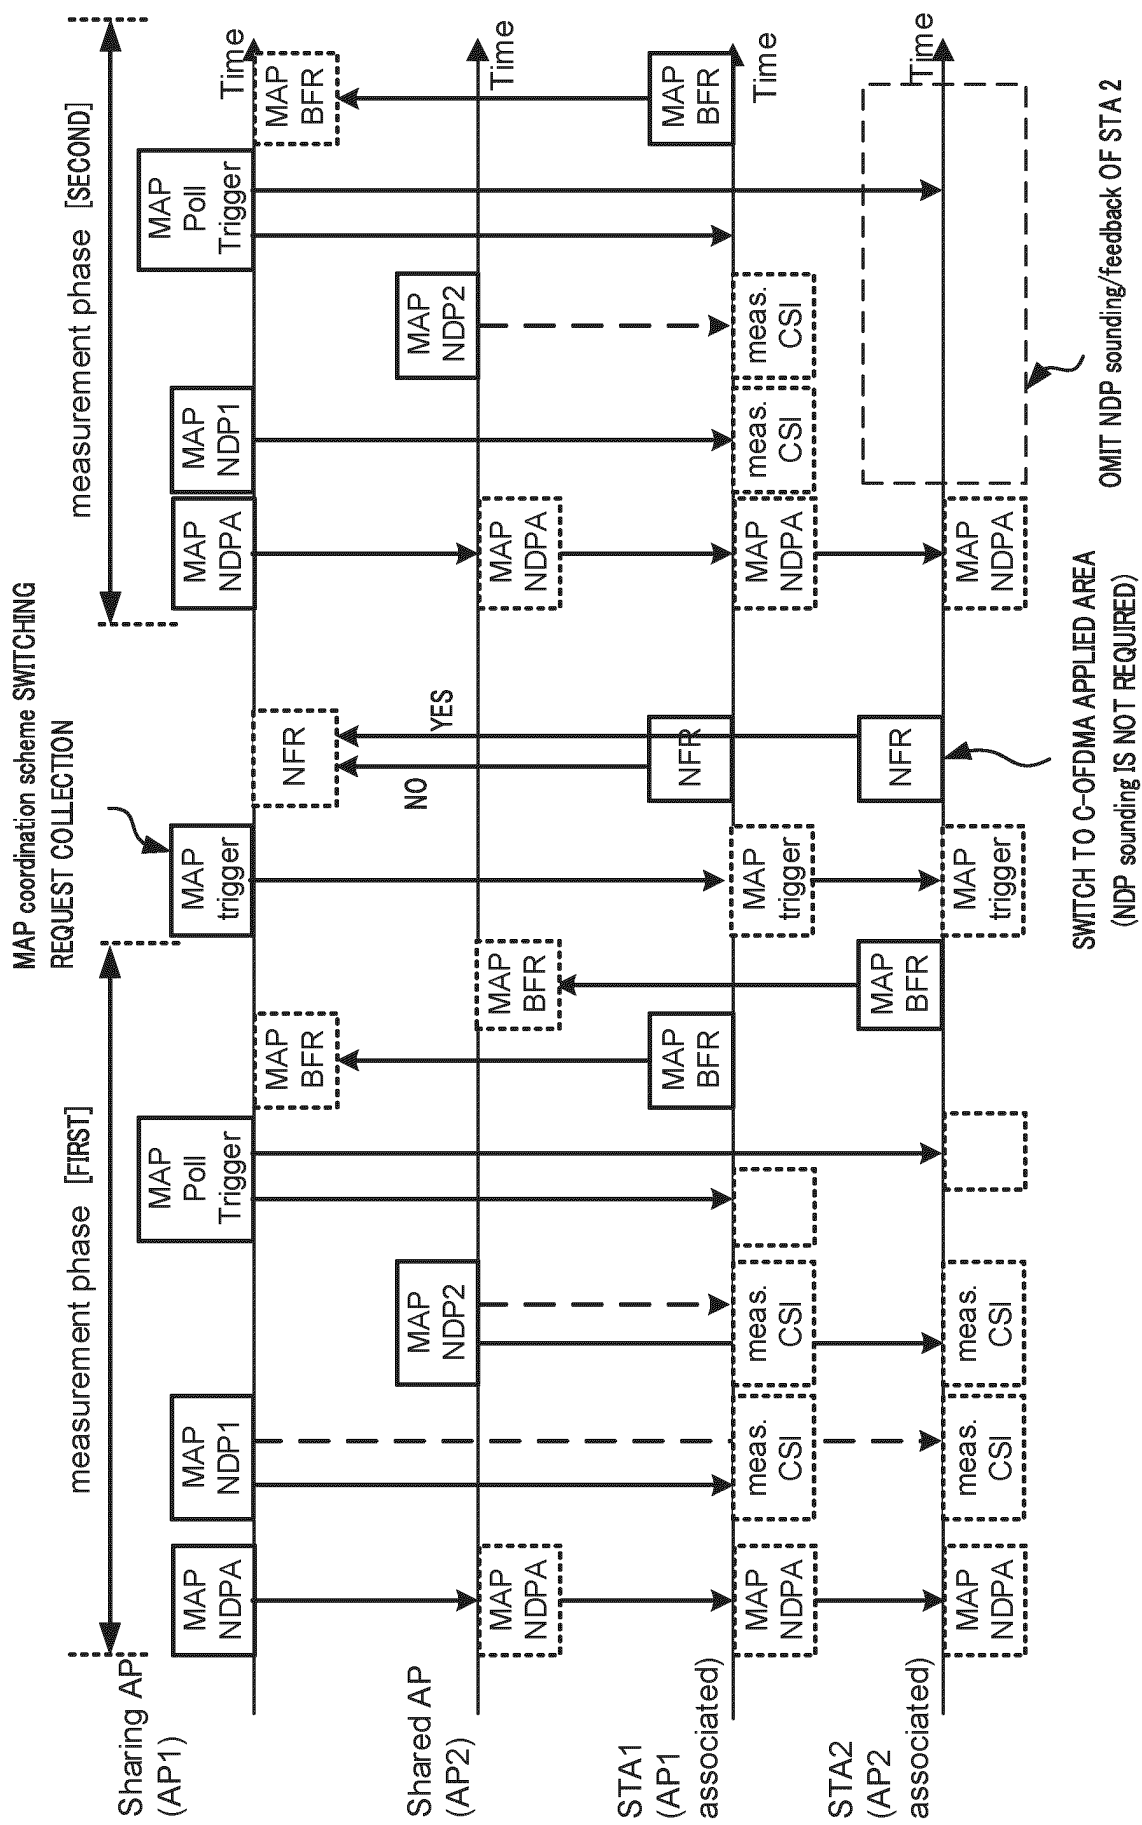 measurement phase [FIRST]
MAP coordination scheme SWITCHING
REQUEST COLLECTION
measurement phase [SECOND]
Sharing AP
(AP1)
MAP
NDPA
MAP
NDP1
MAP
Poll
Trigger
MAP
BFR
MAP
trigger
NFR
MAP
NDPA
MAP
NDP1
MAP
Poll
Trigger
MAP
BFR
Time
Shared AP
(AP2)
MAP
NDPA
MAP
NDP2
MAP
BFR
NO
YES
MAP
NDPA
MAP
NDP2
Time
STA1
(AP1
associated)
MAP
NDPA
meas.
CSI
meas.
CSI
MAP
BFR
MAP
trigger
NFR
MAP
NDPA
meas.
CSI
meas.
CSI
MAP
BFR
Time
STA2
(AP2
associated)
MAP
NDPA
meas.
CSI
meas.
CSI
MAP
BFR
MAP
trigger
NFR
MAP
NDPA
Time
SWITCH TO C-OFDMA APPLIED AREA
(NDP sounding IS NOT REQUIRED)
OMIT NDP sounding/feedback OF STA 2